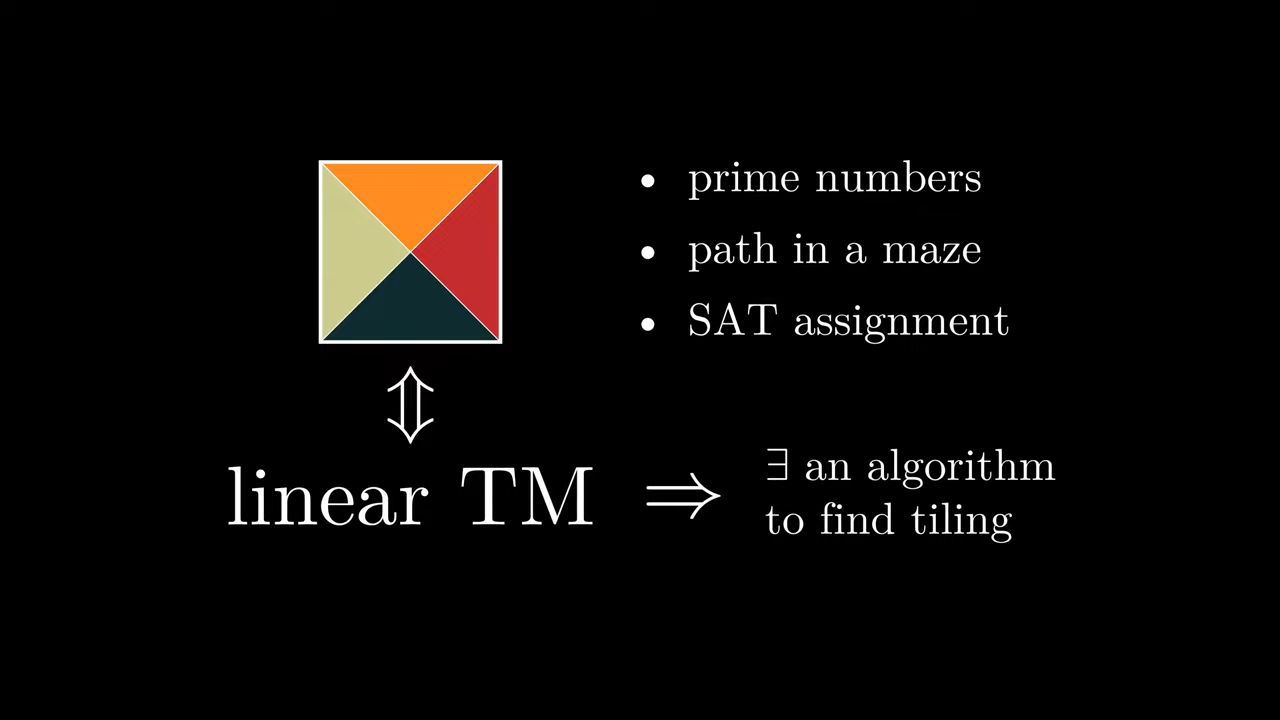 • prime numbers
• path in a maze
• SAT assignment
⇕
linear TM ⇒ ∃ an algorithm
to find tiling